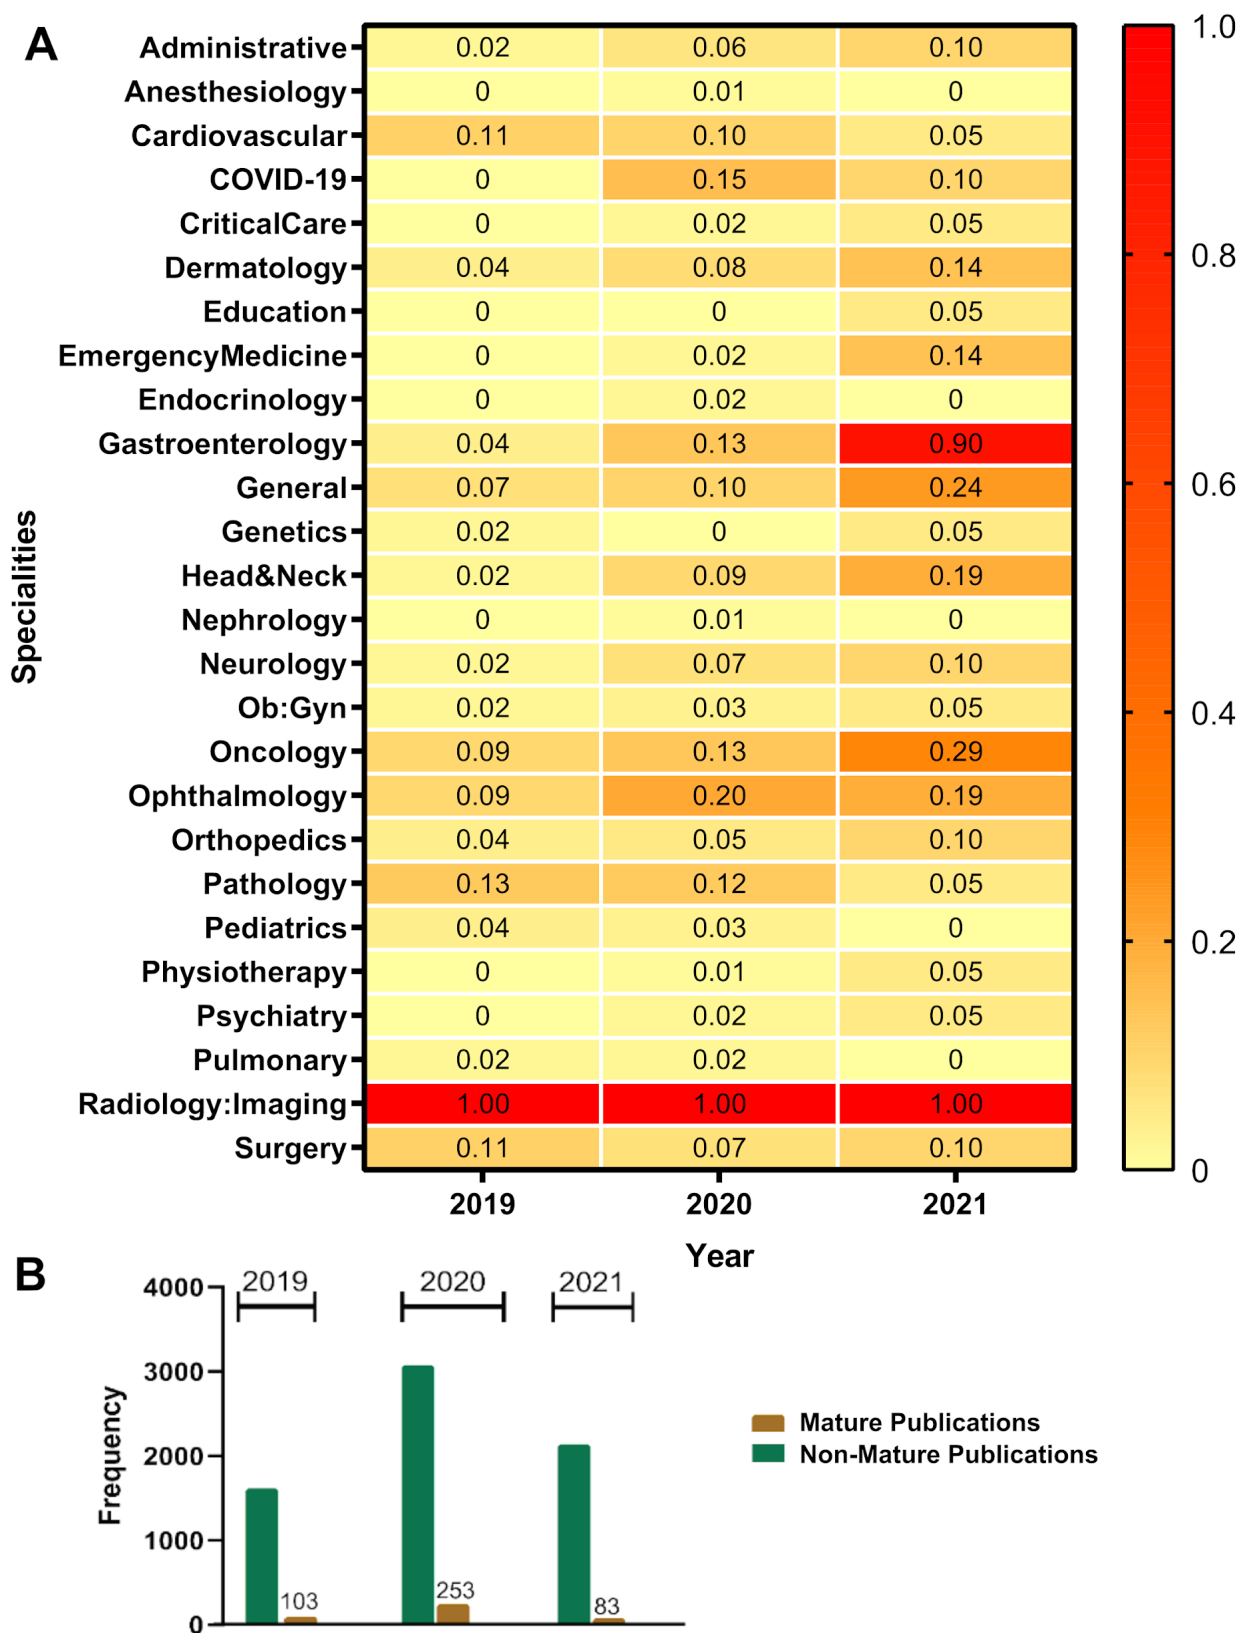 A
Administrative 0.02 0.06 0.10
Anesthesiology 0 0.01 0
Cardiovascular 0.11 0.10 0.05
COVID-19 0 0.15 0.10
CriticalCare 0 0.02 0.05
Dermatology 0.04 0.08 0.14
Education 0 0 0.05
EmergencyMedicine 0 0.02 0.14
Endocrinology 0 0.02 0
Gastroenterology 0.04 0.13 0.90
General 0.07 0.10 0.24
Genetics 0.02 0 0.05
Head&Neck 0.02 0.09 0.19
Nephrology 0 0.01 0
Neurology 0.02 0.07 0.10
Ob:Gyn 0.02 0.03 0.05
Oncology 0.09 0.13 0.29
Ophthalmology 0.09 0.20 0.19
Orthopedics 0.04 0.05 0.10
Pathology 0.13 0.12 0.05
Pediatrics 0.04 0.03 0
Physiotherapy 0 0.01 0.05
Psychiatry 0 0.02 0.05
Pulmonary 0.02 0.02 0
Radiology:Imaging 1.00 1.00 1.00
Surgery 0.11 0.07 0.10
2019 2020 2021
Year
Specialities
1.0
0.8
0.6
0.4
0.2
0
B
2019 2020 2021
4000
3000
2000
1000
0
Frequency
103 253 83
Mature Publications
Non-Mature Publications